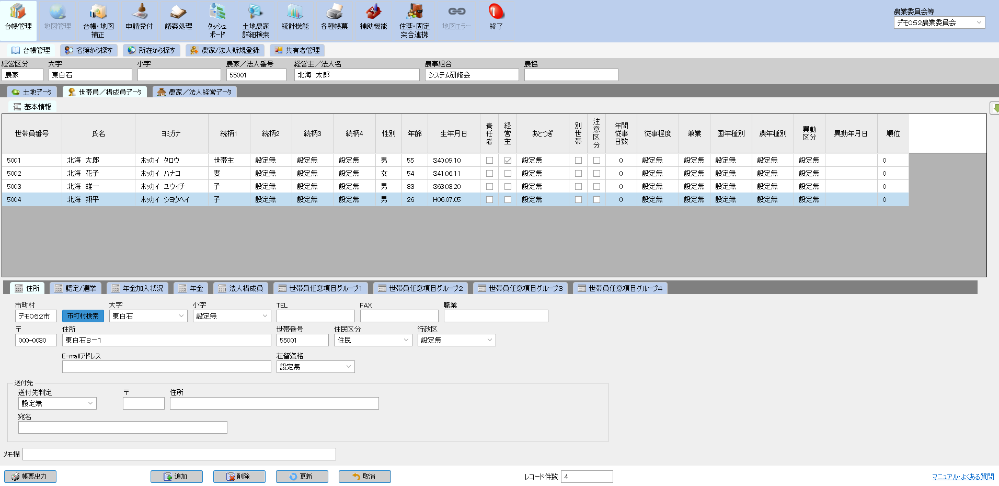 台帳管理 地図管理 台帳・地図補正 申請受付 議案処理 ダッシュボード 土地農家詳細検索 統計機能 各種帳票 補助機能 住基・固定突合連携 地図エラー 終了
農業委員会等
デモ052農業委員会
台帳管理 名簿から探す 所在から探す 農家/法人新規登録 共有者管理
経営区分 大字 小字 農家／法人番号 経営主／法人名 農事組合 農協
農家 東白石 55001 北海 太郎 システム研修会
土地データ 世帯員／構成員データ 農家／法人経営データ
基本情報
世帯員番号 氏名 ヨミガナ 続柄1 続柄2 続柄3 続柄4 性別 年齢 生年月日 責任者 経営主 あとつぎ 別世帯 注意区分 年間従事日数 従事程度 兼業 国年種別 農年種別 異動区分 異動年月日 順位
5001 北海 太郎 ホッカイ タロウ 世帯主 設定無 設定無 設定無 男 55 S40.09.10 設定無 0 設定無 設定無 設定無 設定無 設定無 0
5002 北海 花子 ホッカイ ハナコ 妻 設定無 設定無 設定無 女 54 S41.06.11 設定無 0 設定無 設定無 設定無 設定無 設定無 0
5003 北海 雄一 ホッカイ ユウイチ 子 設定無 設定無 設定無 男 33 S63.03.20 設定無 0 設定無 設定無 設定無 設定無 設定無 0
5004 北海 翔平 ホッカイ シヨウヘイ 子 設定無 設定無 設定無 男 26 H06.07.05 設定無 0 設定無 設定無 設定無 設定無 設定無 0
住所 認定/選挙 年金加入状況 年金 法人構成員 世帯員任意項目グループ1 世帯員任意項目グループ2 世帯員任意項目グループ3 世帯員任意項目グループ4
市町村 大字 小字 TEL FAX 職業
デモ052市 市町村検索 東白石 設定無
〒 住所 世帯番号 住民区分 行政区
000-0030 東白石8－1 55001 住民 設定無
E-mailアドレス 在留資格
設定無
送付先
送付先判定 〒 住所
設定無
宛名
メモ欄
帳票出力 追加 削除 更新 取消 レコード件数 4 マニュアル・よくある質問